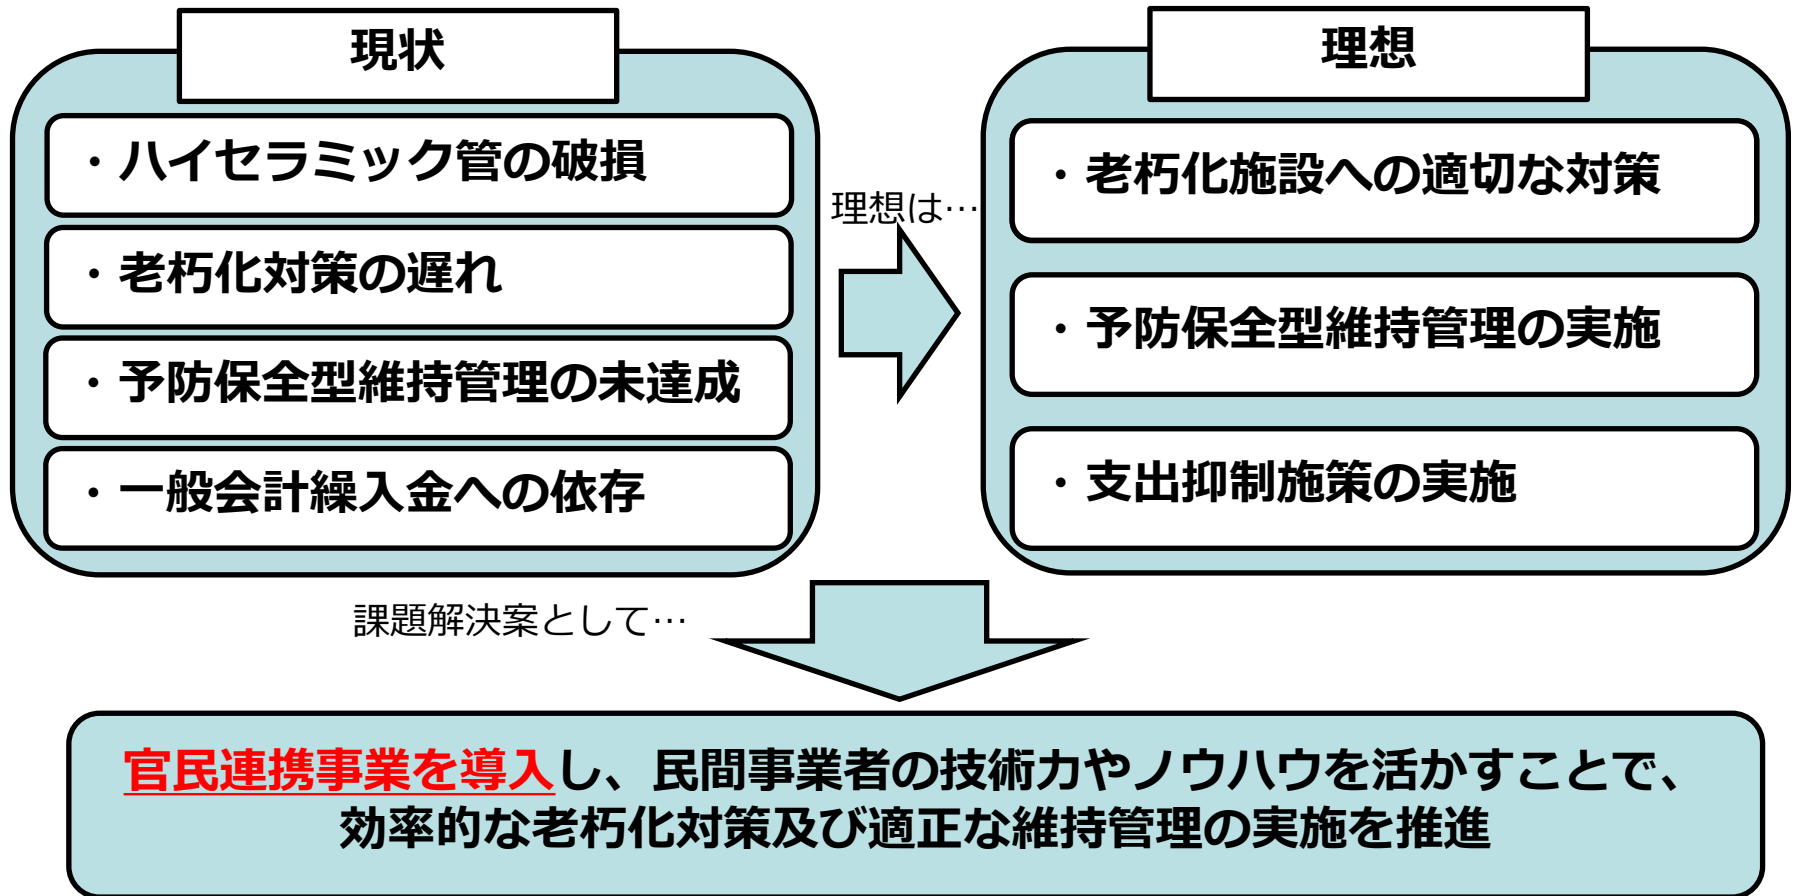 現状
・ハイセラミック管の破損
・老朽化対策の遅れ
・予防保全型維持管理の未達成
・一般会計繰入金への依存
理想は…
理想
・老朽化施設への適切な対策
・予防保全型維持管理の実施
・支出抑制施策の実施
課題解決案として…
官民連携事業を導入し、民間事業者の技術力やノウハウを活かすことで、
効率的な老朽化対策及び適正な維持管理の実施を推進